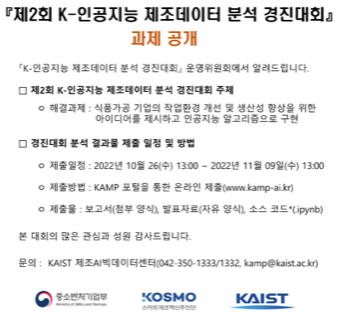 『제2회 K-인공지능 제조데이터 분석 경진대회』
과제 공개
『K-인공지능 제조데이터 분석 경진대회』 운영위원회에서 알려드립니다.
□ 제2회 K-인공지능 제조데이터 분석 경진대회 주제
○ 해결과제 : 식품가공 기업의 작업환경 개선 및 생산성 향상을 위한
아이디어를 제시하고 인공지능 알고리즘으로 구현
□ 경진대회 분석 결과물 제출 일정 및 방법
○ 제출일정 : 2022년 10월 26(수) 13:00 ~ 2022년 11월 09일(수) 13:00
○ 제출방법 : KAMP 포털을 통한 온라인 제출(www.kamp-ai.kr)
○ 제출물 : 보고서(첨부 양식), 발표자료(자유 양식), 소스 코드*(.ipynb)
본 대회의 많은 관심과 성원 감사드립니다.
문의 : KAIST 제조AI빅데이터센터(042-350-1333/1332, kamp@kaist.ac.kr)
중소벤처기업부
Ministry of SMEs and Startups
KOSMO
스마트제조혁신추진단
KAIST